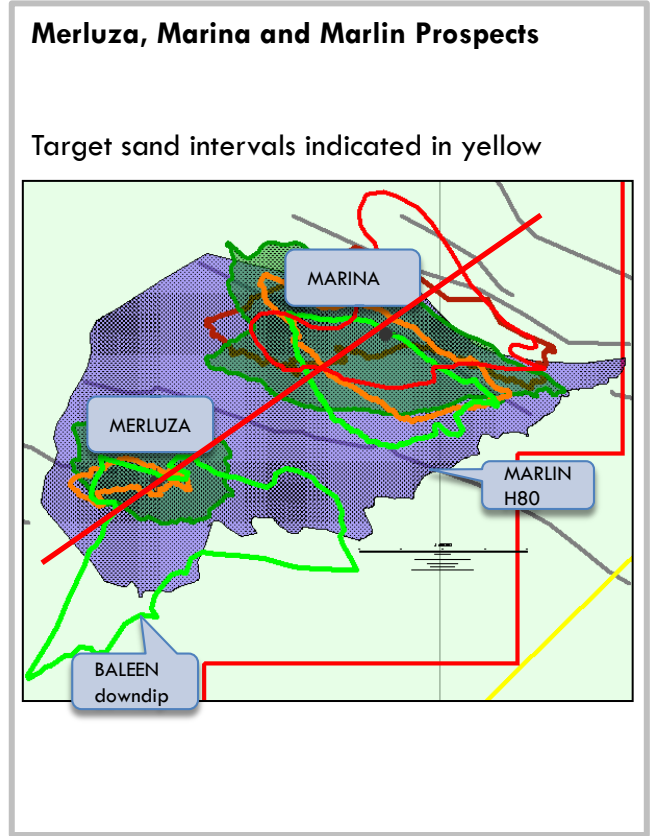 Merluza, Marina and Marlin Prospects
Target sand intervals indicated in yellow
MARINA
MERLUZA
MARLIN
H80
BALEEN
downdip